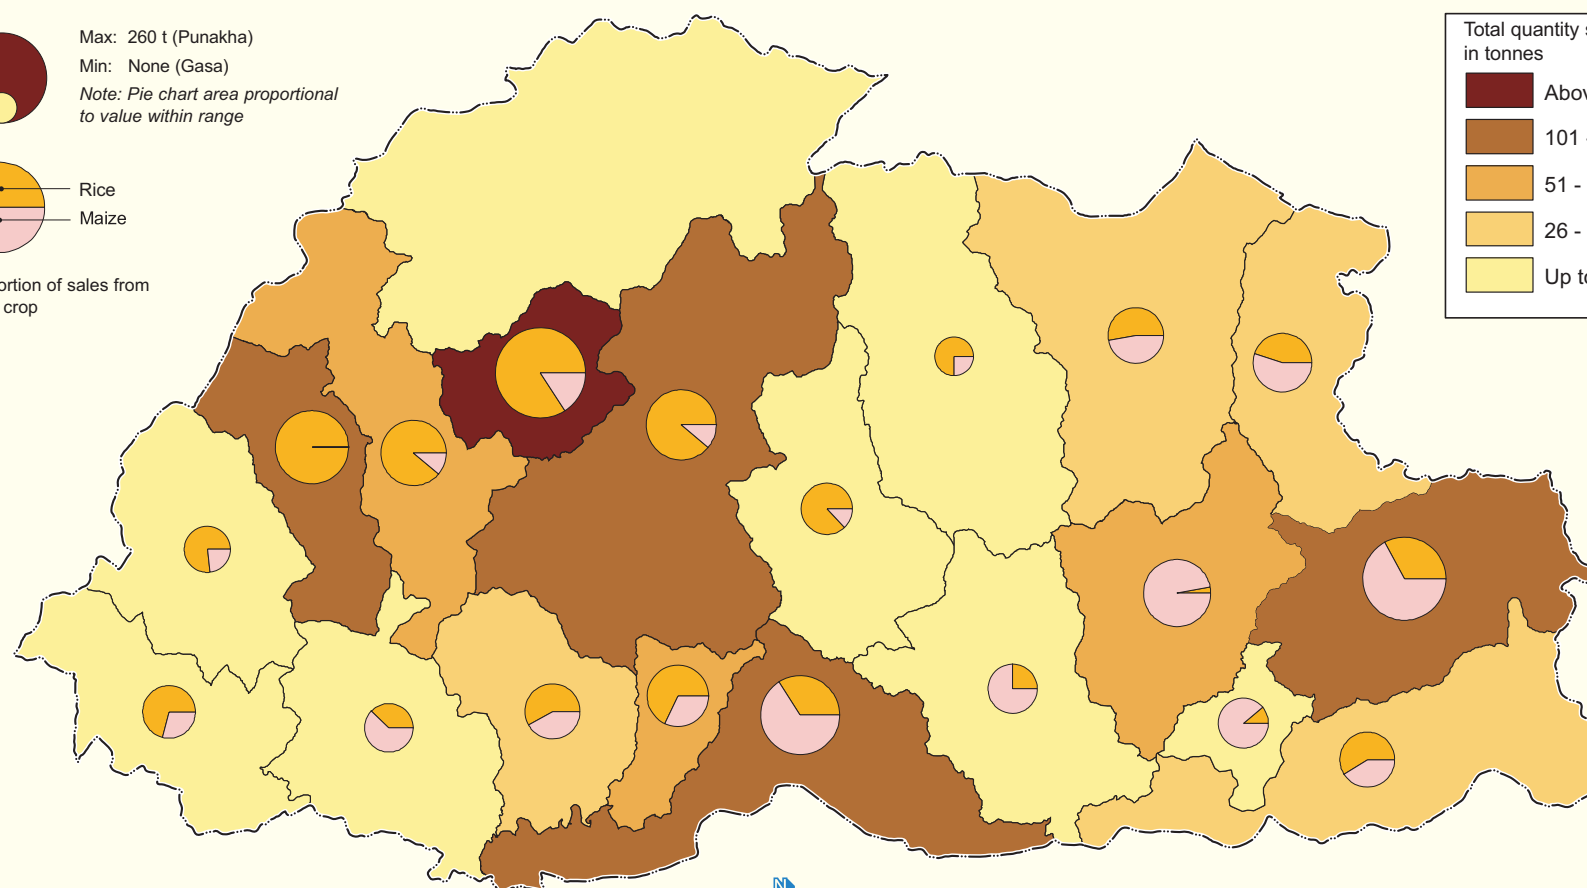 Max: 260 t (Punakha)
Min: None (Gasa)
Note: Pie chart area proportional
to value within range
Rice
Maize
of sales from
crop
Total quantity
in tonnes
101
51 -
26 -
Up
N